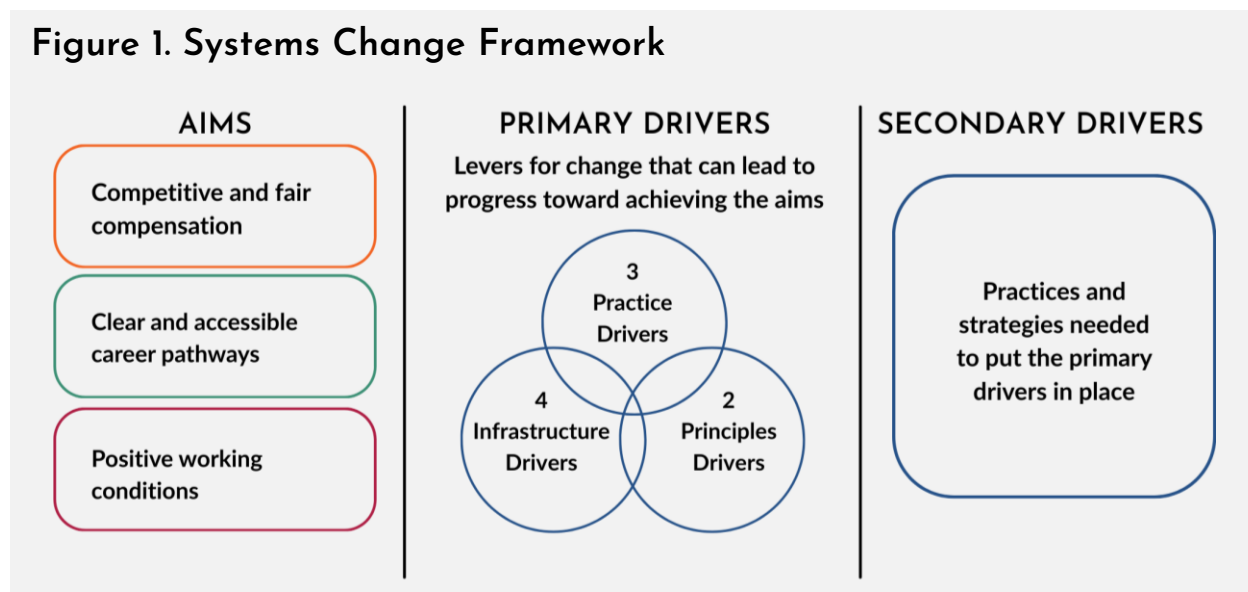 Figure 1. Systems Change Framework
AIMS
Competitive and fair
compensation
Clear and accessible
career pathways
Positive working
conditions
PRIMARY DRIVERS
Levers for change that can lead to
progress toward achieving the aims
3
Practice
Drivers
4
Infrastructure
Drivers
2
Principles
Drivers
SECONDARY DRIVERS
Practices and
strategies needed
to put the primary
drivers in place